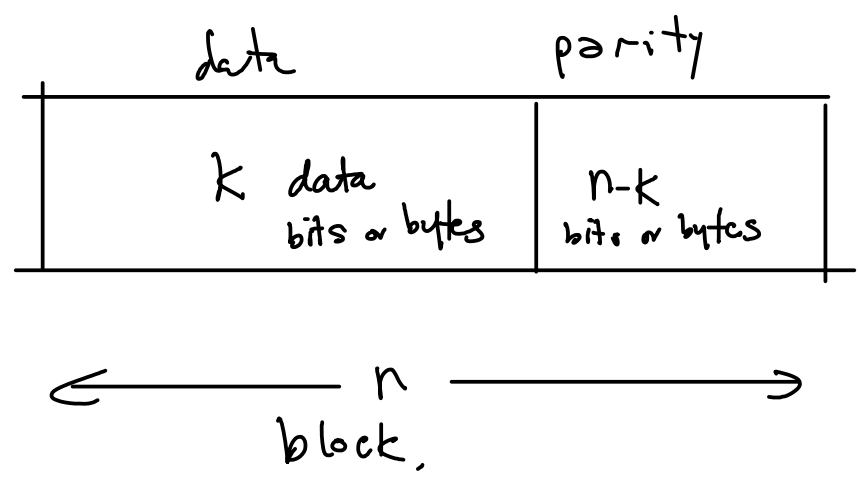 data parity
k data n-k
bits or bytes bits or bytes
n
block.